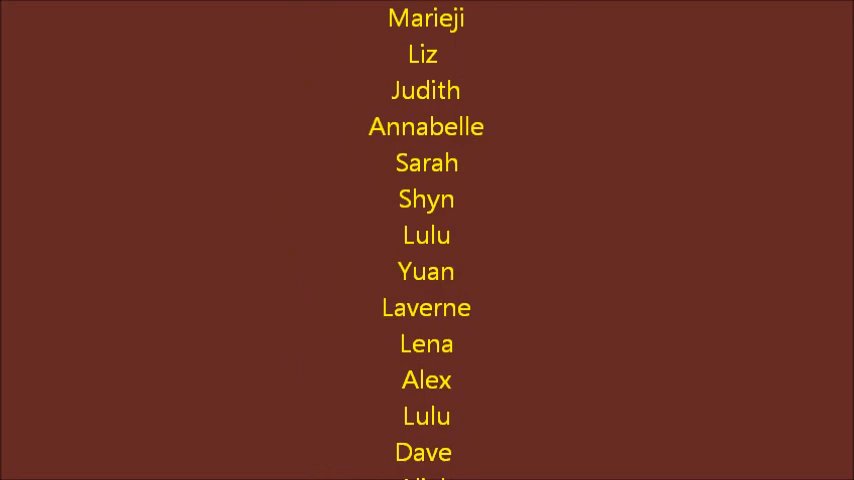 Marieji
Liz
Judith
Annabelle
Sarah
Shyn
Lulu
Yuan
Laverne
Lena
Alex
Lulu
Dave